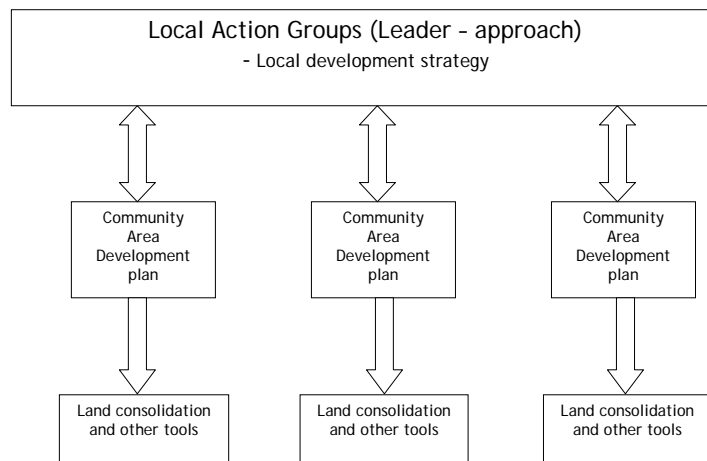 Local Action Groups (Leader – approach)
- Local development strategy
Community
Area
Development
plan
Community
Area
Development
plan
Community
Area
Development
plan
Land consolidation
and other tools
Land consolidation
and other tools
Land consolidation
and other tools